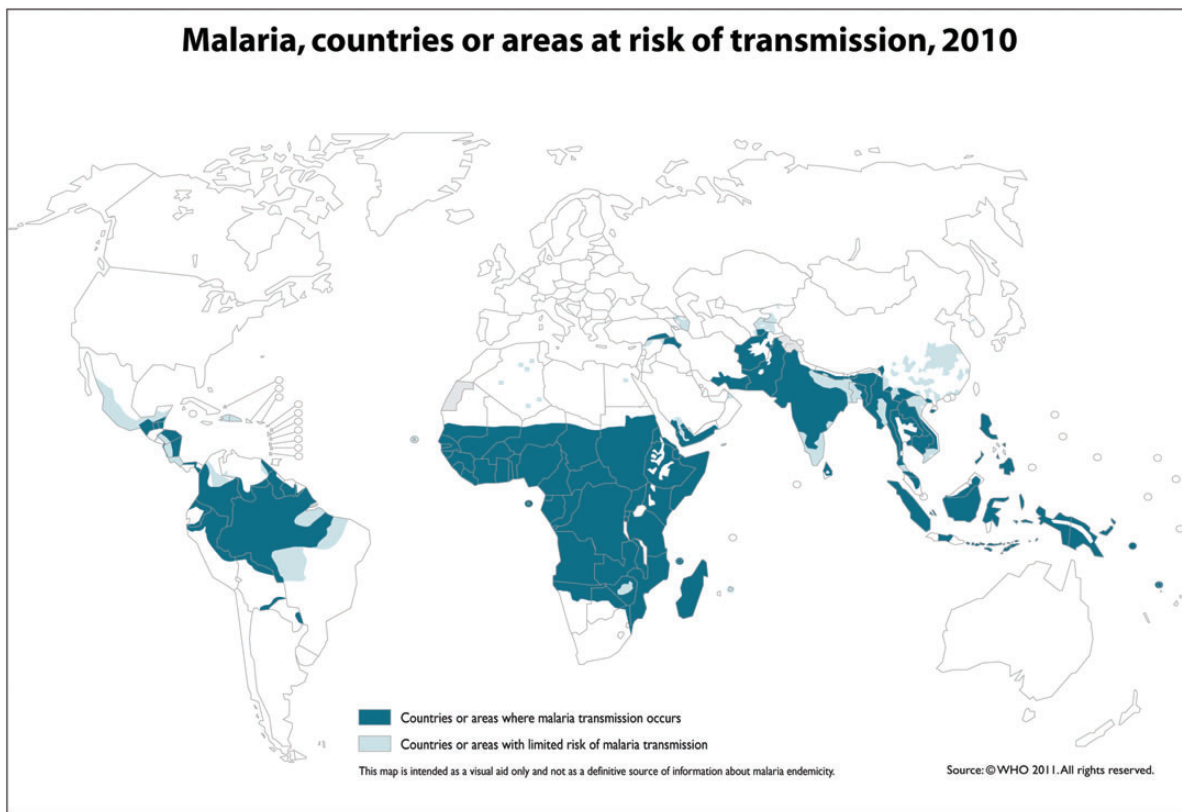 Malaria, countries or areas at risk of transmission, 2010
Countries or areas where malaria transmission occurs
Countries or areas with limited risk of malaria transmission
This map is intended as a visual aid only and not as a definitive source of information about malaria endemicity.
Source: © WHO 2011. All rights reserved.